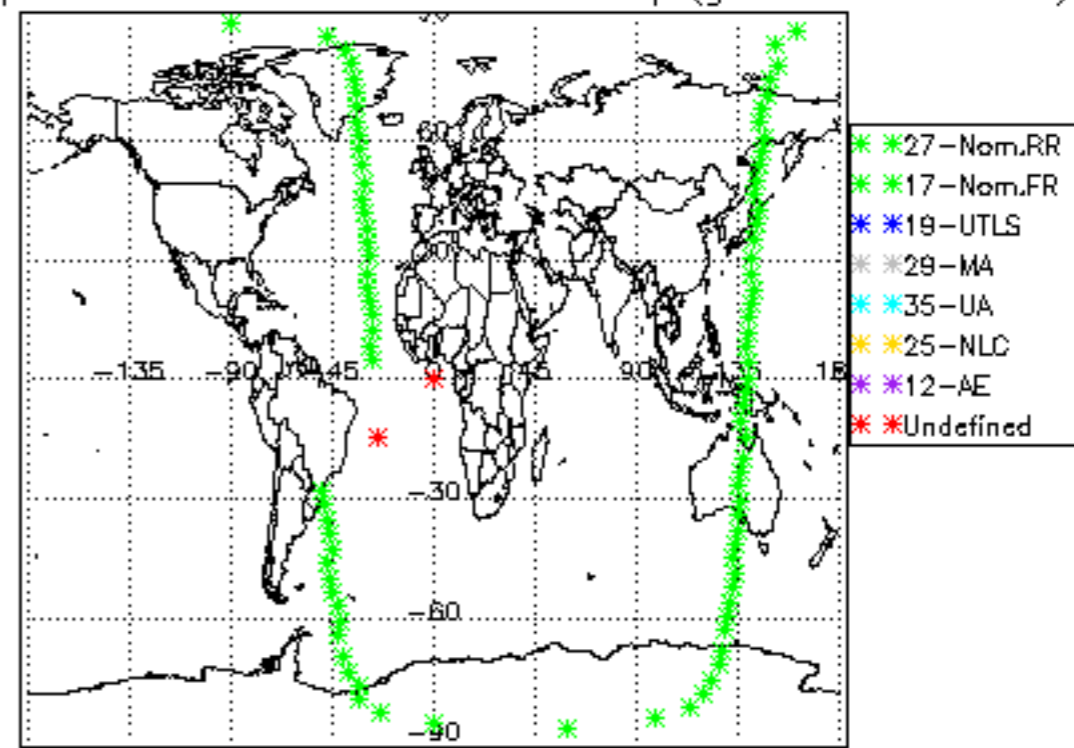 60
-135 -90 45 45 90 135 18
-30
-60
-90
27-Nom.RR
17-Nom.FR
19-UTLS
29-MA
35-UA
25-NLC
12-AE
Undefined